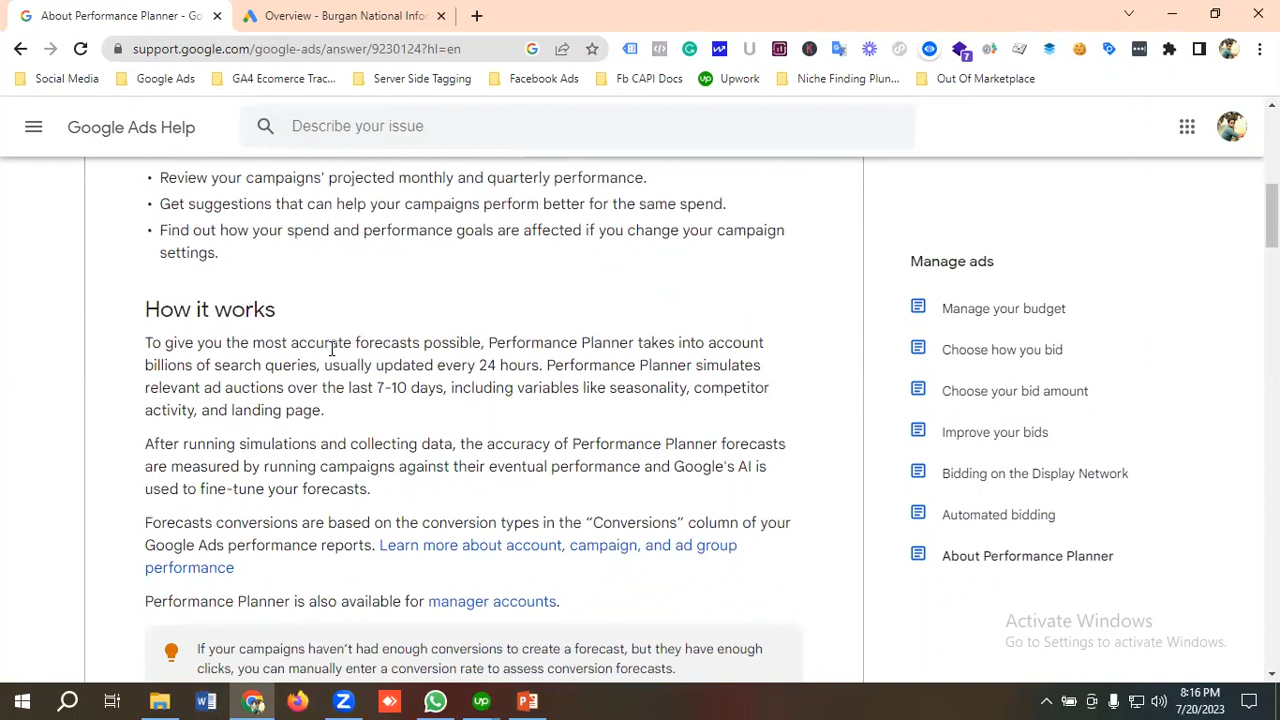 About Performance Planner - Go
Overview - Burgan National Infor
support.google.com/google-ads/answer/9230124?hl=en
Social Media
Google Ads
GA4 Ecomerce Trac...
Server Side Tagging
Facebook Ads
Fb CAPI Docs
Upwork
Niche Finding Plun...
Out Of Marketplace
Google Ads Help
Describe your issue
• Review your campaigns' projected monthly and quarterly performance.
• Get suggestions that can help your campaigns perform better for the same spend.
• Find out how your spend and performance goals are affected if you change your campaign
settings.
How it works
To give you the most accurate forecasts possible, Performance Planner takes into account
billions of search queries, usually updated every 24 hours. Performance Planner simulates
relevant ad auctions over the last 7-10 days, including variables like seasonality, competitor
activity, and landing page.
After running simulations and collecting data, the accuracy of Performance Planner forecasts
are measured by running campaigns against their eventual performance and Google's AI is
used to fine-tune your forecasts.
Forecasts conversions are based on the conversion types in the “Conversions” column of your
Google Ads performance reports. Learn more about account, campaign, and ad group
performance
Performance Planner is also available for manager accounts.
If your campaigns haven’t had enough conversions to create a forecast, but they have enough
clicks, you can manually enter a conversion rate to assess conversion forecasts.
Manage ads
Manage your budget
Choose how you bid
Choose your bid amount
Improve your bids
Bidding on the Display Network
Automated bidding
About Performance Planner
Activate Windows
Go to Settings to activate Windows.
8:16 PM
7/20/2023